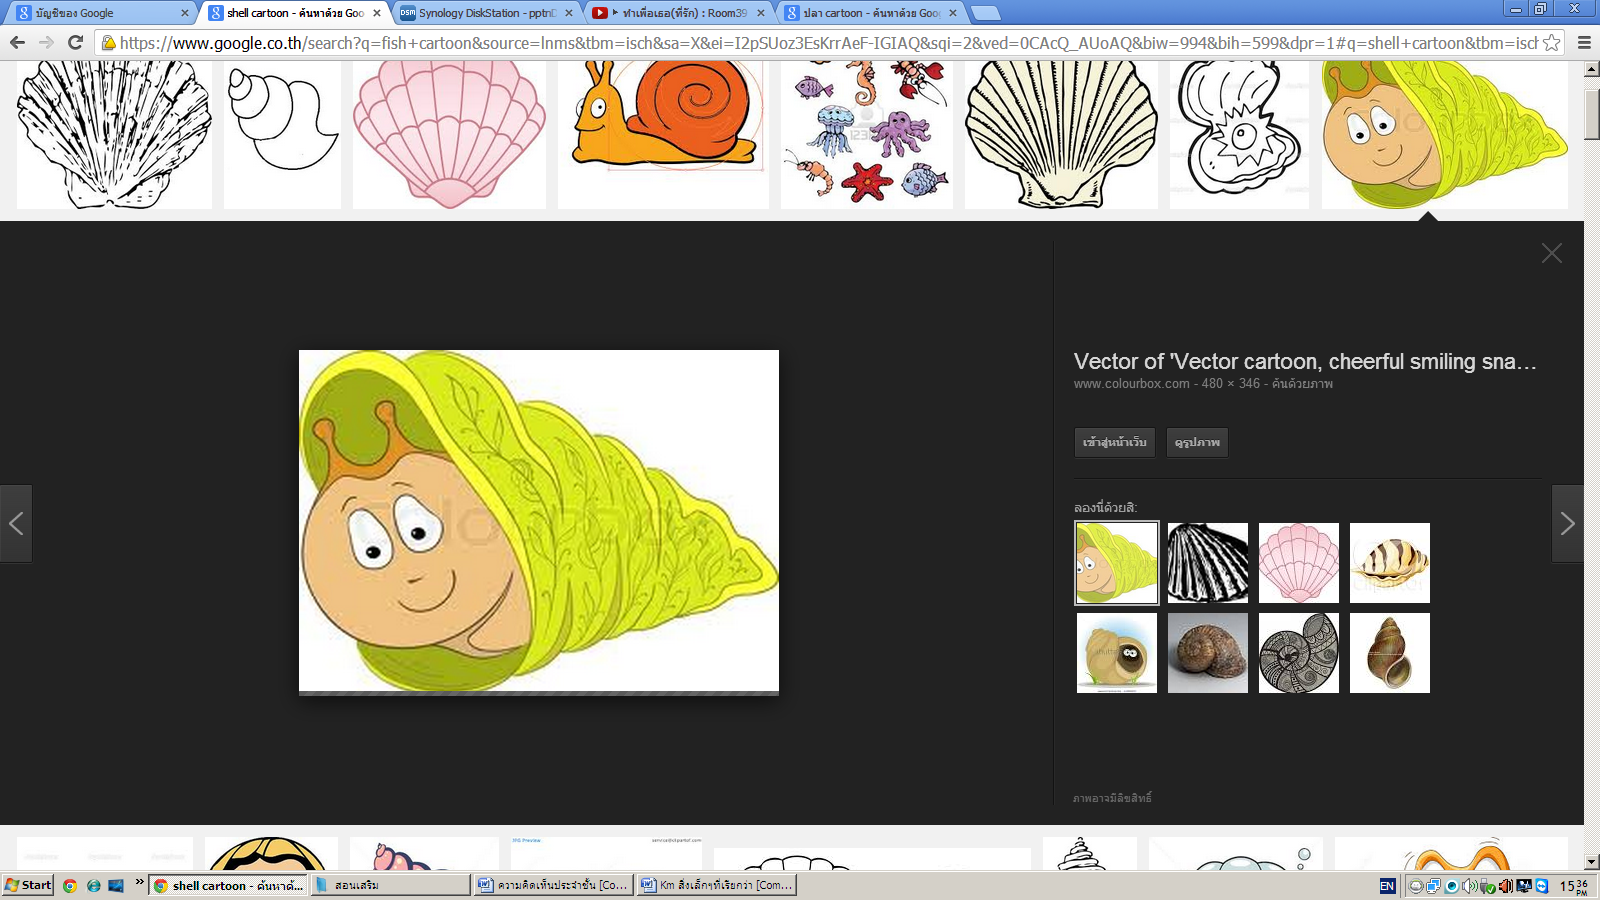 บัญชีของ Google
shell cartoon - ค้นหาด้วย Goo
Synology DiskStation - pptn
ทำเพื่อเธอ(ที่รัก) : Room39
ปลา cartoon - ค้นหาด้วย Goo
https://www.google.co.th/search?q=fish+cartoon&source=lnms&tbm=isch&sa=X&ei=I2pSUoz3EsKrrAeF-IGIAQ&sqi=2&ved=0CAcQ_AUoAQ&biw=994&bih=599&dpr=1#q=shell+cartoon&tbm=isch
Vector of 'Vector cartoon, cheerful smiling sna...
www.colourbox.com - 480 × 346 - ค้นด้วยภาพ
เข้าสู่หน้าเว็บ
ดูรูปภาพ
ลองนี่ด้วยสิ:
ภาพอาจมีลิขสิทธิ์
Start
shell cartoon - ค้นหาด้...
สอนเสริม
ความคิดเห็นประจำชั้น [Co...
Km สิ่งเล็กๆที่เรียกว่า [Com...
EN
15 36
PM